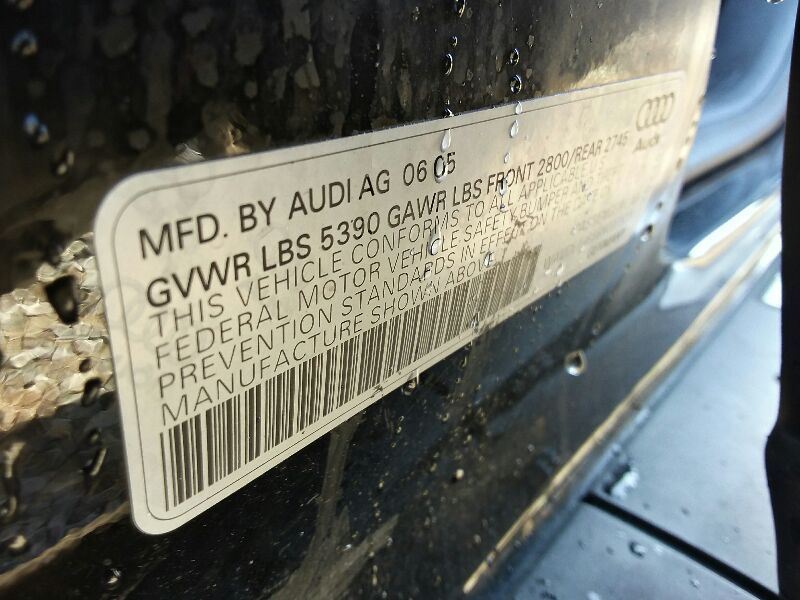 MFD. BY AUDI AG 06 05
GVWR LBS 5390 GAWR LBS FRONT 2800/REAR 2745
THIS VEHICLE CONFORMS TO ALL APPLICABLE
FEDERAL MOTOR VEHICLE SAFETY BUMPER AND
PREVENTION STANDARDS IN EFFECT ON THE DATE OF
MANUFACTURE SHOWN ABOVE.
Audi